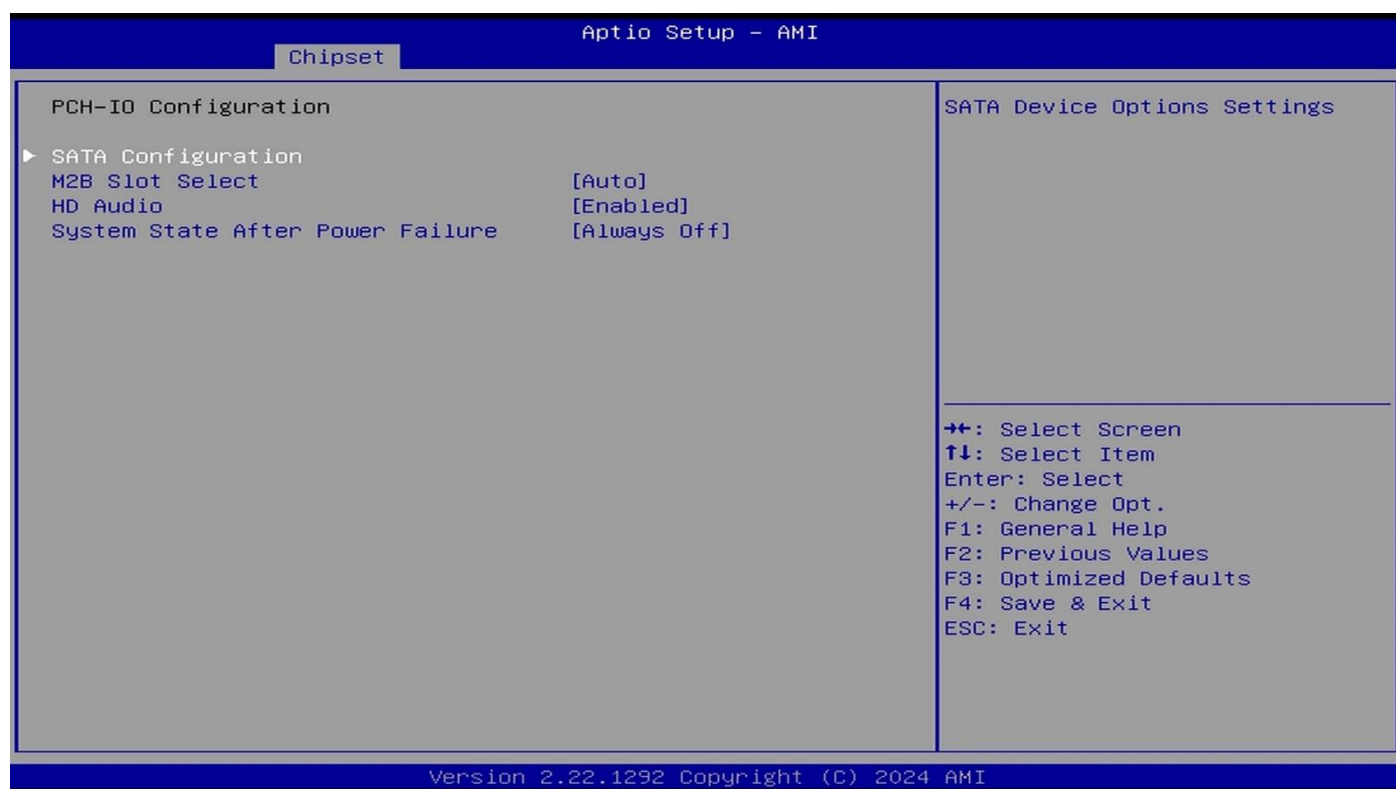 Aptio Setup – AMI
Chipset
PCH-IO Configuration
▶ SATA Configuration
M2B Slot Select [Auto]
HD Audio [Enabled]
System State After Power Failure [Always Off]
SATA Device Options Settings
→←: Select Screen
↑↓: Select Item
Enter: Select
+/-: Change Opt.
F1: General Help
F2: Previous Values
F3: Optimized Defaults
F4: Save & Exit
ESC: Exit
Version 2.22.1292 Copyright (C) 2024 AMI